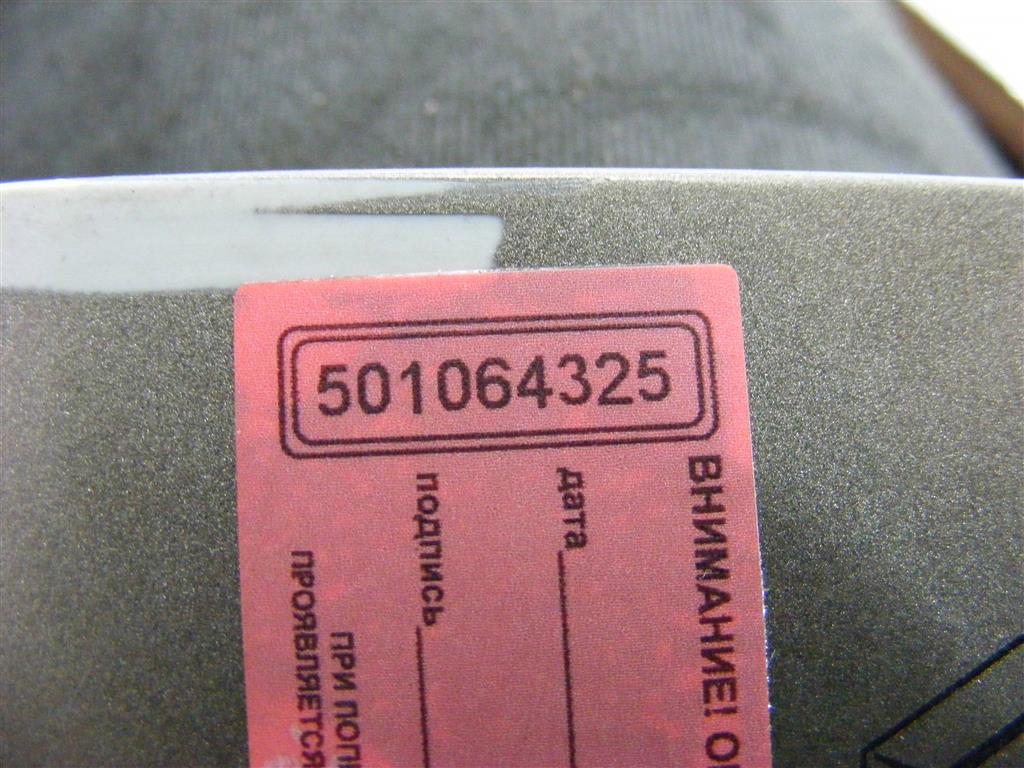 501064325
ВНИМАНИЕ!
дата
подпись
ПРИ
ПРОЯВЛЯЕТСЯ